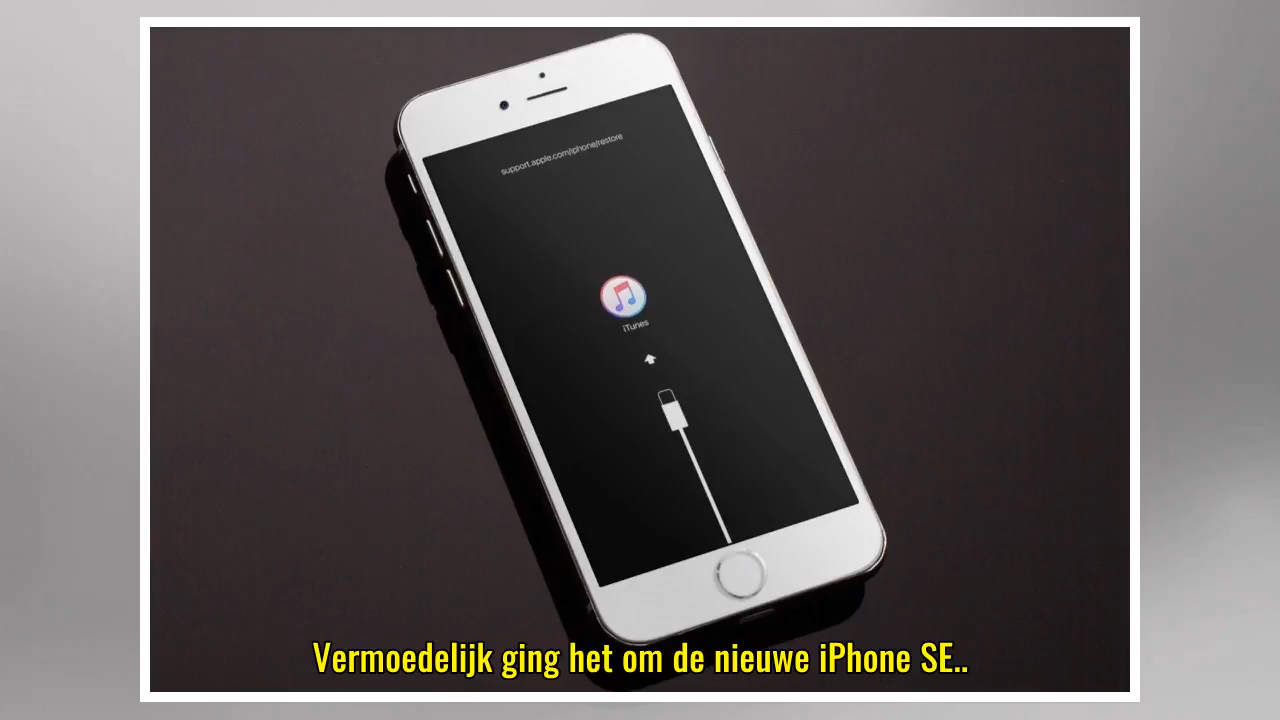 support.apple.com/iphone/restore
iTunes
Vermoedelijk ging het om de nieuwe iPhone SE..